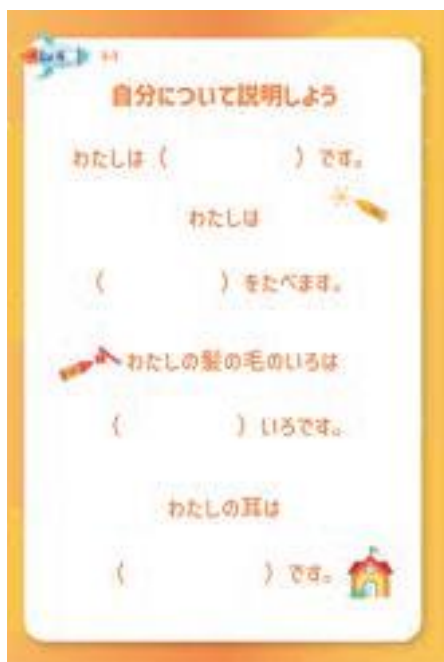 自分について説明しよう
わたしは（　　　　　）です。
わたしは
（　　　　　）をたべます。
わたしの髪の毛のいろは
（　　　　　）いろです。
わたしの耳は
（　　　　　）です。